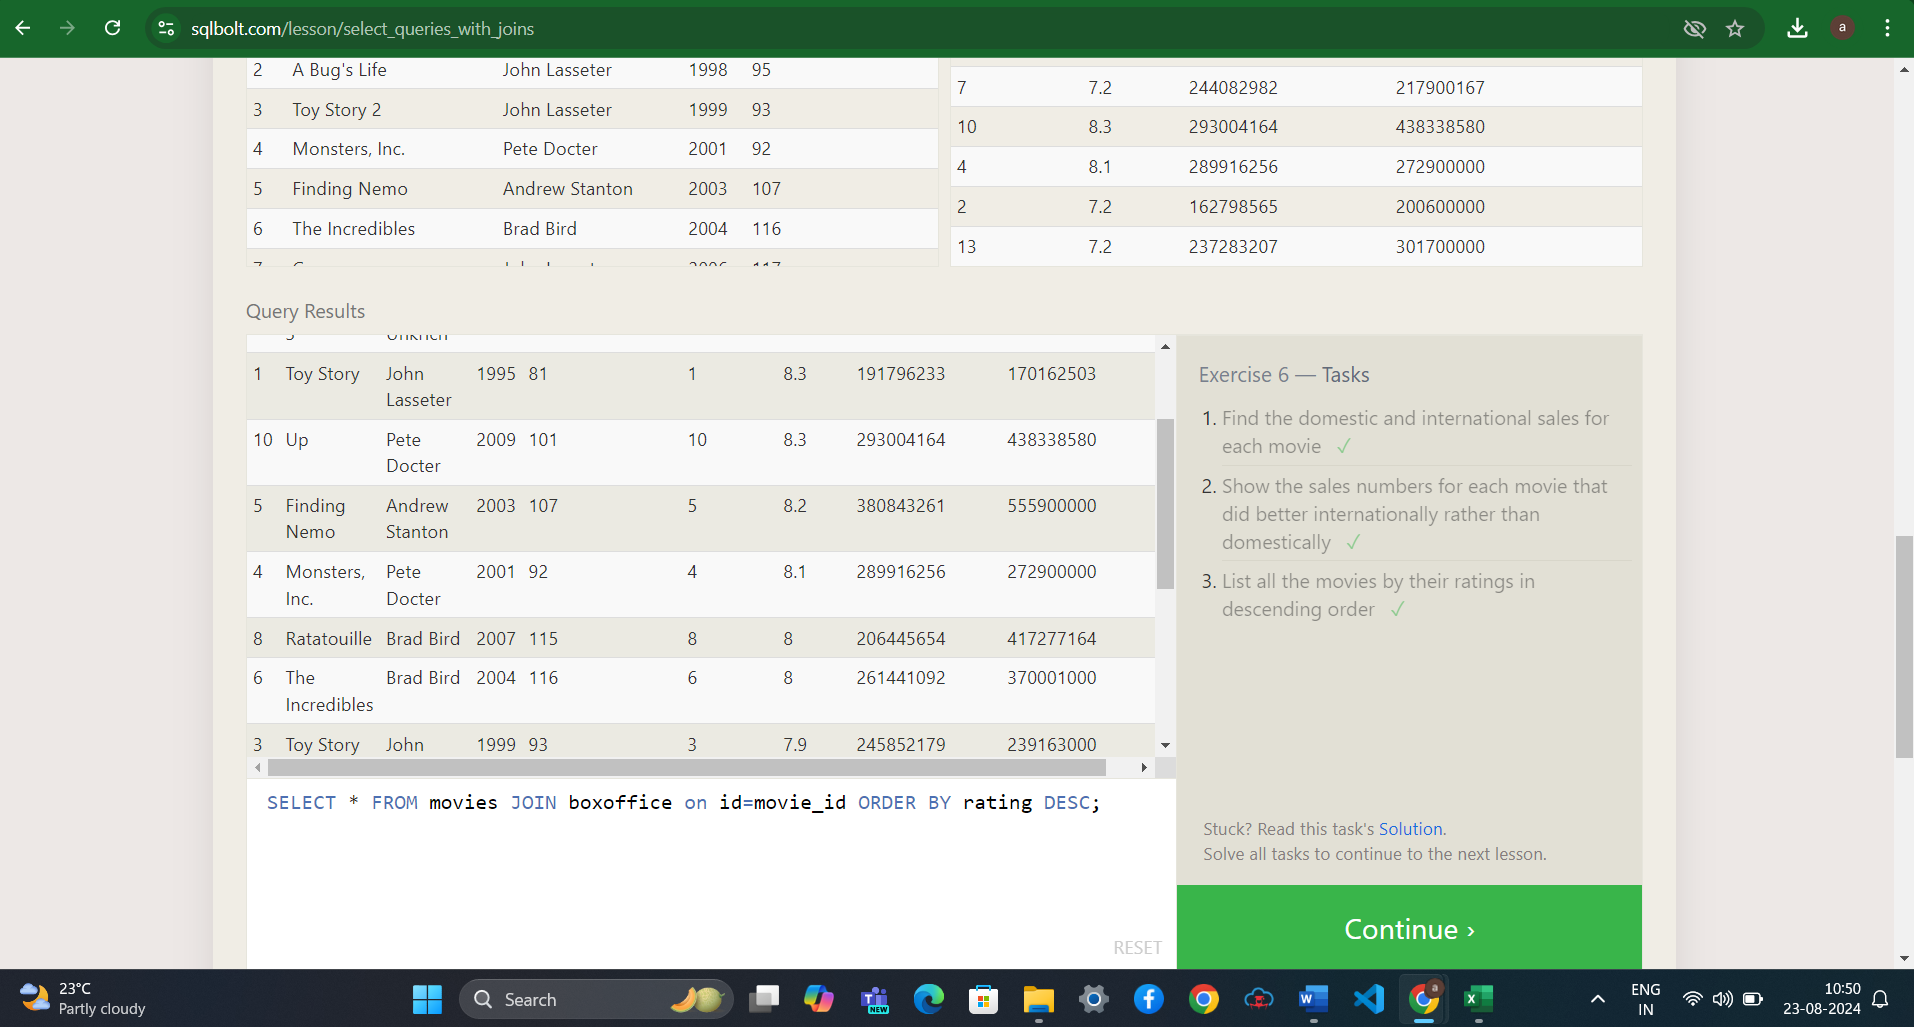 sqlbolt.com/lesson/select_queries_with_joins
a
2 A Bug's Life John Lasseter 1998 95
3 Toy Story 2 John Lasseter 1999 93
4 Monsters, Inc. Pete Docter 2001 92
5 Finding Nemo Andrew Stanton 2003 107
6 The Incredibles Brad Bird 2004 116
7 7.2 244082982 217900167
10 8.3 293004164 438338580
4 8.1 289916256 272900000
2 7.2 162798565 200600000
13 7.2 237283207 301700000
Query Results
1 Toy Story John 1995 81 1 8.3 191796233 170162503
Lasseter
10 Up Pete 2009 101 10 8.3 293004164 438338580
Docter
5 Finding Andrew 2003 107 5 8.2 380843261 555900000
Nemo Stanton
4 Monsters, Pete 2001 92 4 8.1 289916256 272900000
Inc. Docter
8 Ratatouille Brad Bird 2007 115 8 8 206445654 417277164
6 The Brad Bird 2004 116 6 8 261441092 370001000
Incredibles
3 Toy Story John 1999 93 3 7.9 245852179 239163000
SELECT * FROM movies JOIN boxoffice on id=movie_id ORDER BY rating DESC;
RESET
Exercise 6 — Tasks
1. Find the domestic and international sales for
each movie ✓
2. Show the sales numbers for each movie that
did better internationally rather than
domestically ✓
3. List all the movies by their ratings in
descending order ✓
Stuck? Read this task's Solution.
Solve all tasks to continue to the next lesson.
Continue ›
23°C
Partly cloudy
Search
NEW
a
ENG
IN
10:50
23-08-2024